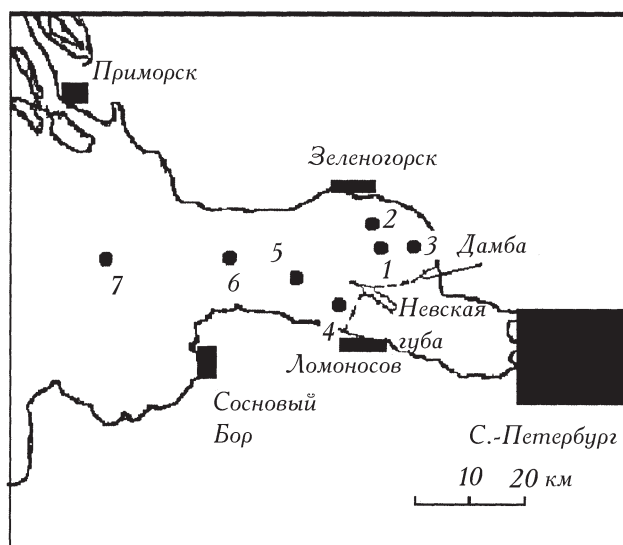 Приморск
Зеленогорск
2
3
Дамба
1
5
7
6
Невская
4
губа
Ломоносов
Сосновый
Бор
С.-Петербург
10 20 км